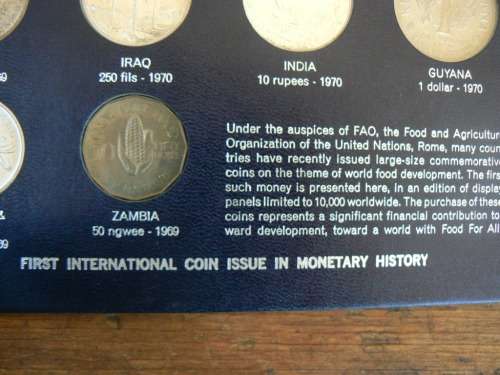 IRAQ
250 fils - 1970
INDIA
10 rupees - 1970
GUYANA
1 dollar - 1970
69
ZAMBIA
50 ngwee - 1969
&
69
Under the auspices of FAO, the Food and Agriculture
Organization of the United Nations, Rome, many coun
tries have recently issued large-size commemorative
coins on the theme of world food development. The first
such money is presented here, in an edition of display
panels limited to 10,000 worldwide. The purchase of these
coins represents a significant financial contribution to
ward development, toward a world with Food For All
FIRST INTERNATIONAL COIN ISSUE IN MONETARY HISTORY